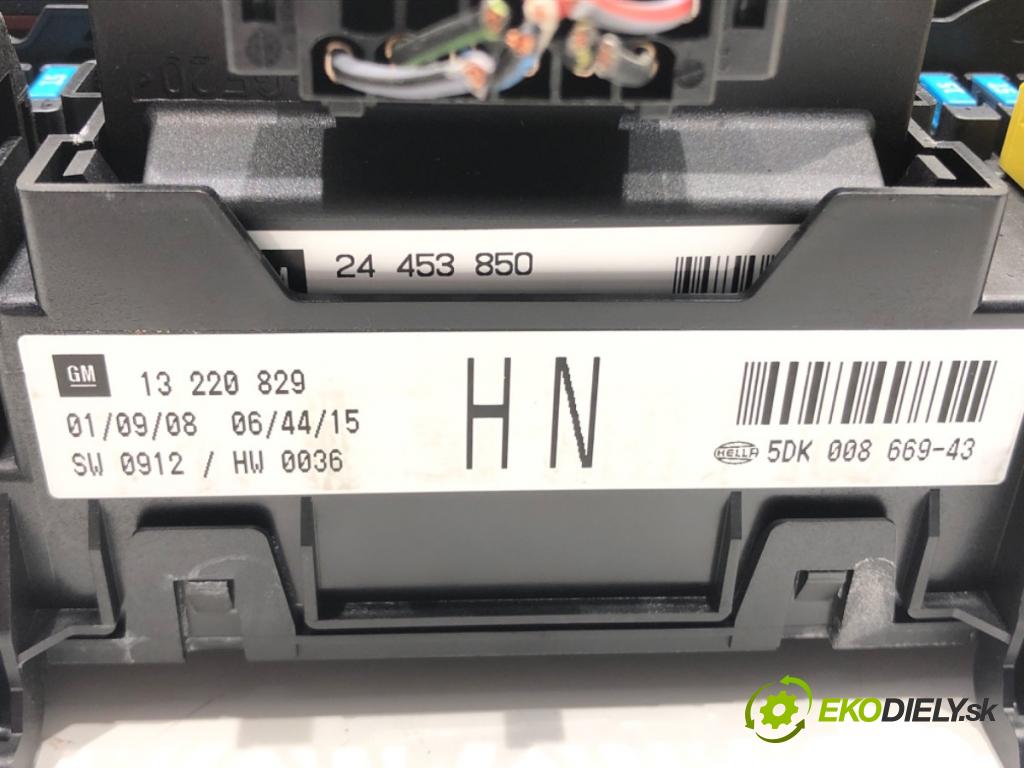 24 453 850
GM 13 220 829
01/09/08 06/44/15
SW 0912 / HW 0036
HN
HELLA 5DK 008 669-43
EKODIELY.sk